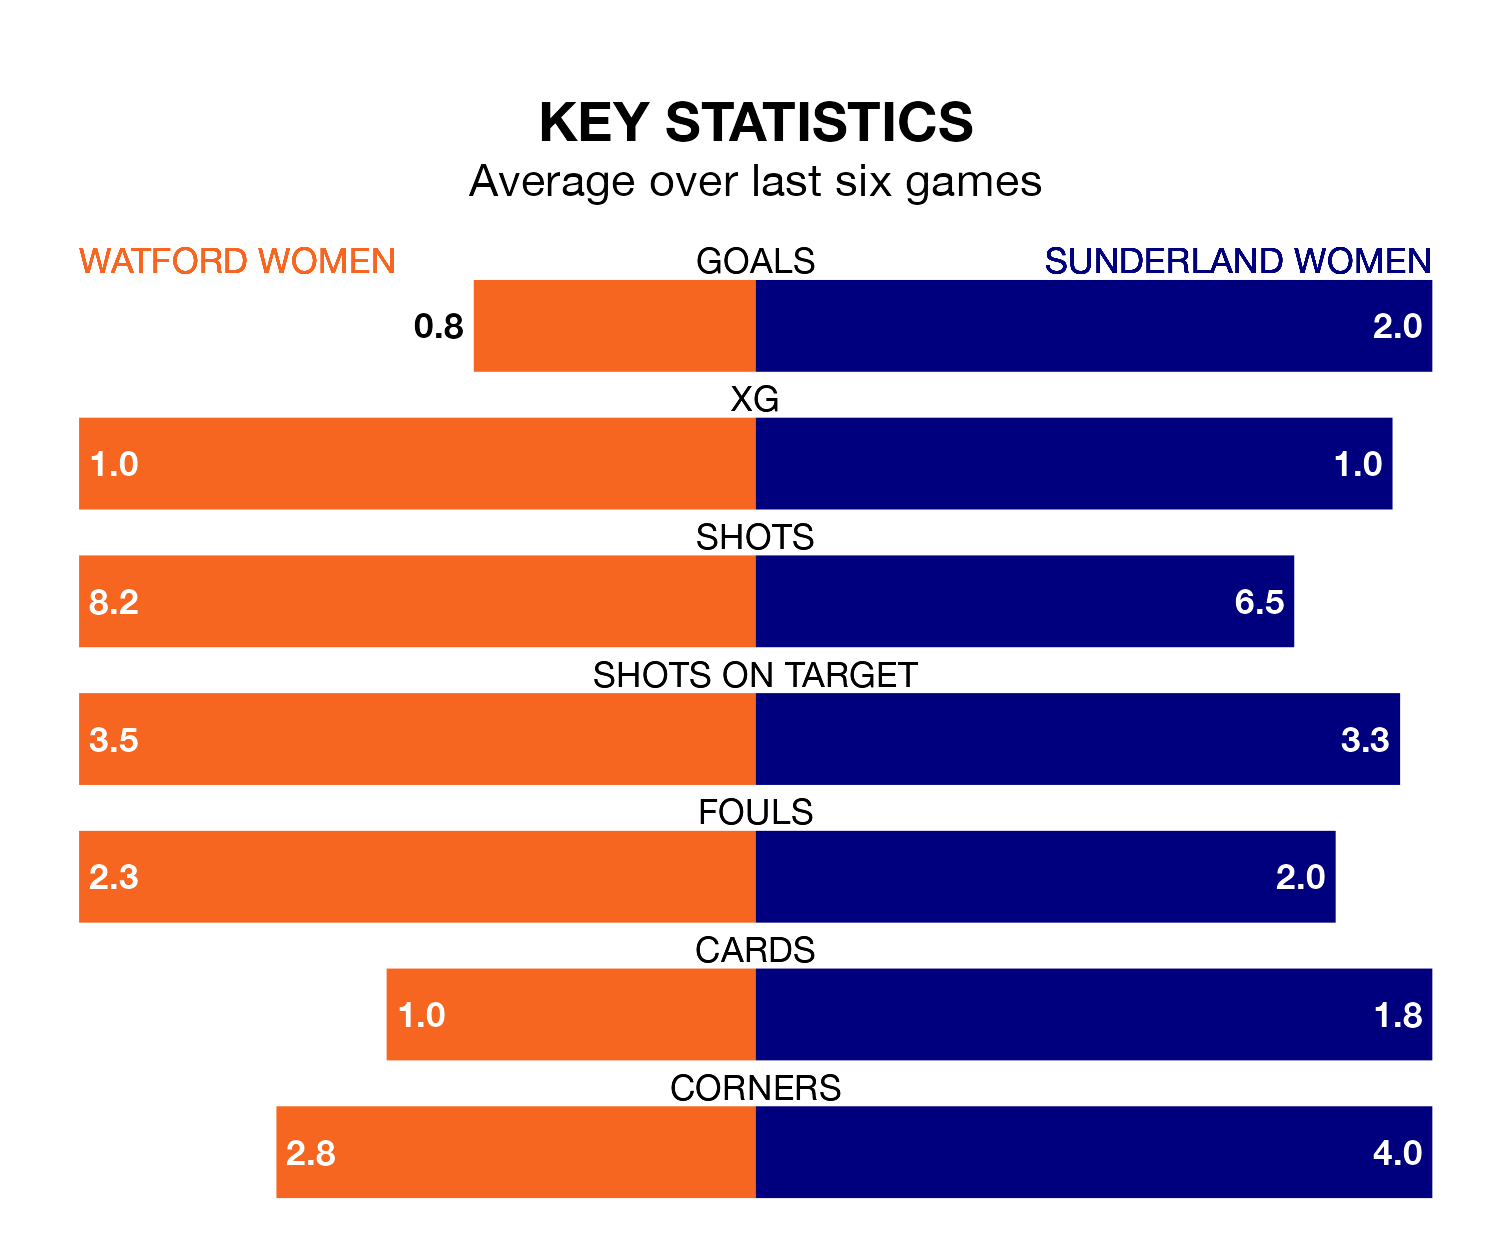 KEY STATISTICS
Average over last six games
WATFORD WOMEN GOALS SUNDERLAND WOMEN
0.8 2.0
XG
1.0 1.0
SHOTS
8.2 6.5
SHOTS ON TARGET
3.5 3.3
FOULS
2.3 2.0
CARDS
1.0 1.8
CORNERS
2.8 4.0